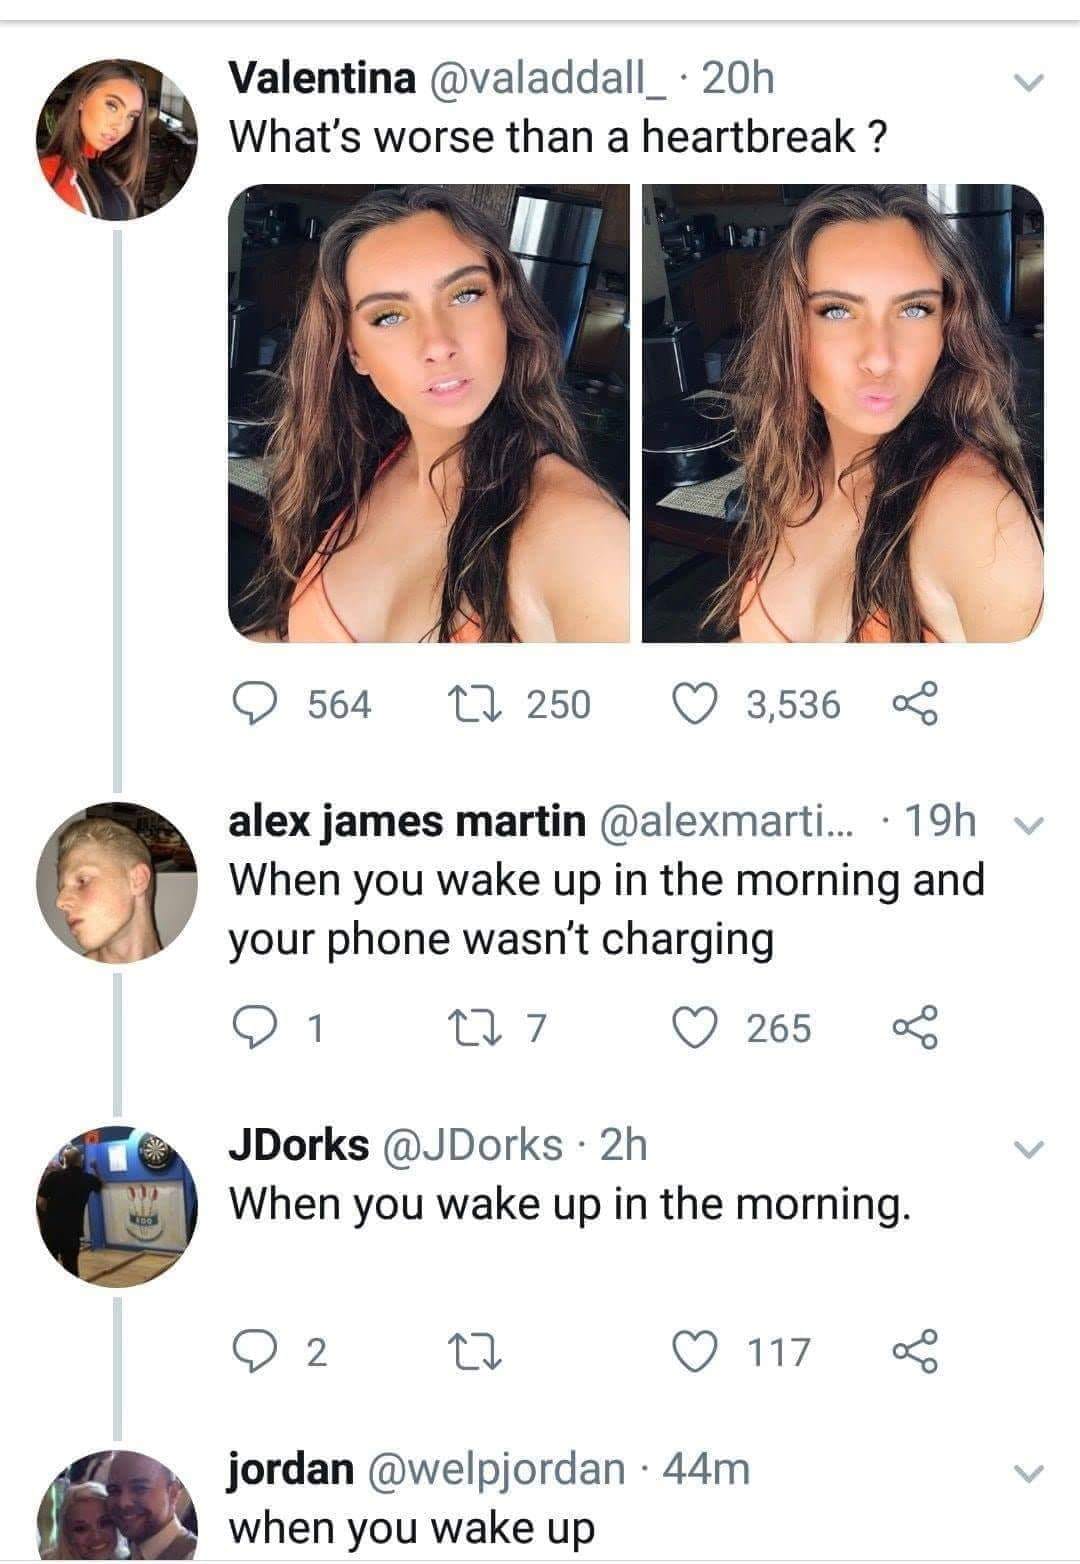 Valentina @valaddall_ · 20h
What's worse than a heartbreak ?
564 250 3,536
alex james martin @alexmarti... · 19h
When you wake up in the morning and
your phone wasn't charging
1 7 265
JDorks @JDorks · 2h
When you wake up in the morning.
2 117
jordan @welpjordan · 44m
when you wake up